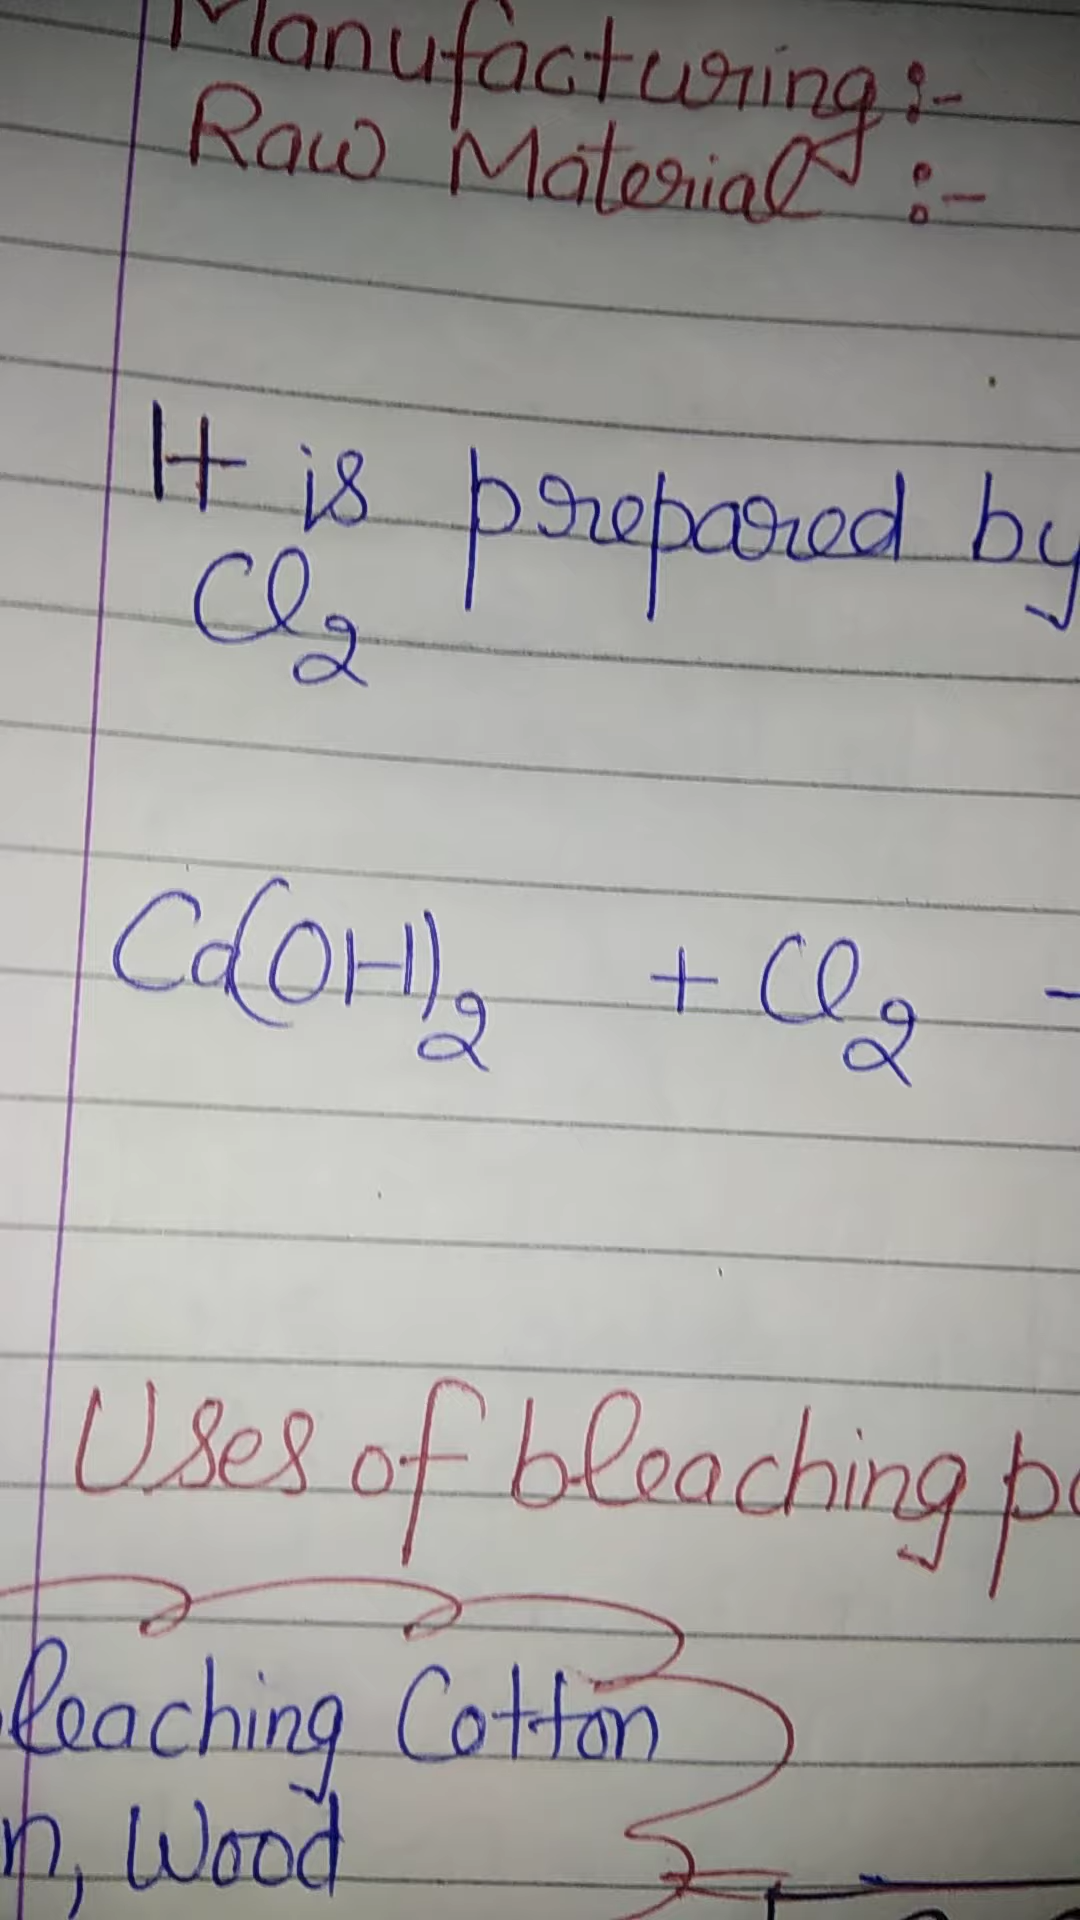 Manufacturing :-
Raw Material :-
It is prepared by
Cl₂
Ca(OH)₂ + Cl₂ -
Uses of bleaching
leaching Cotton
n, Wood